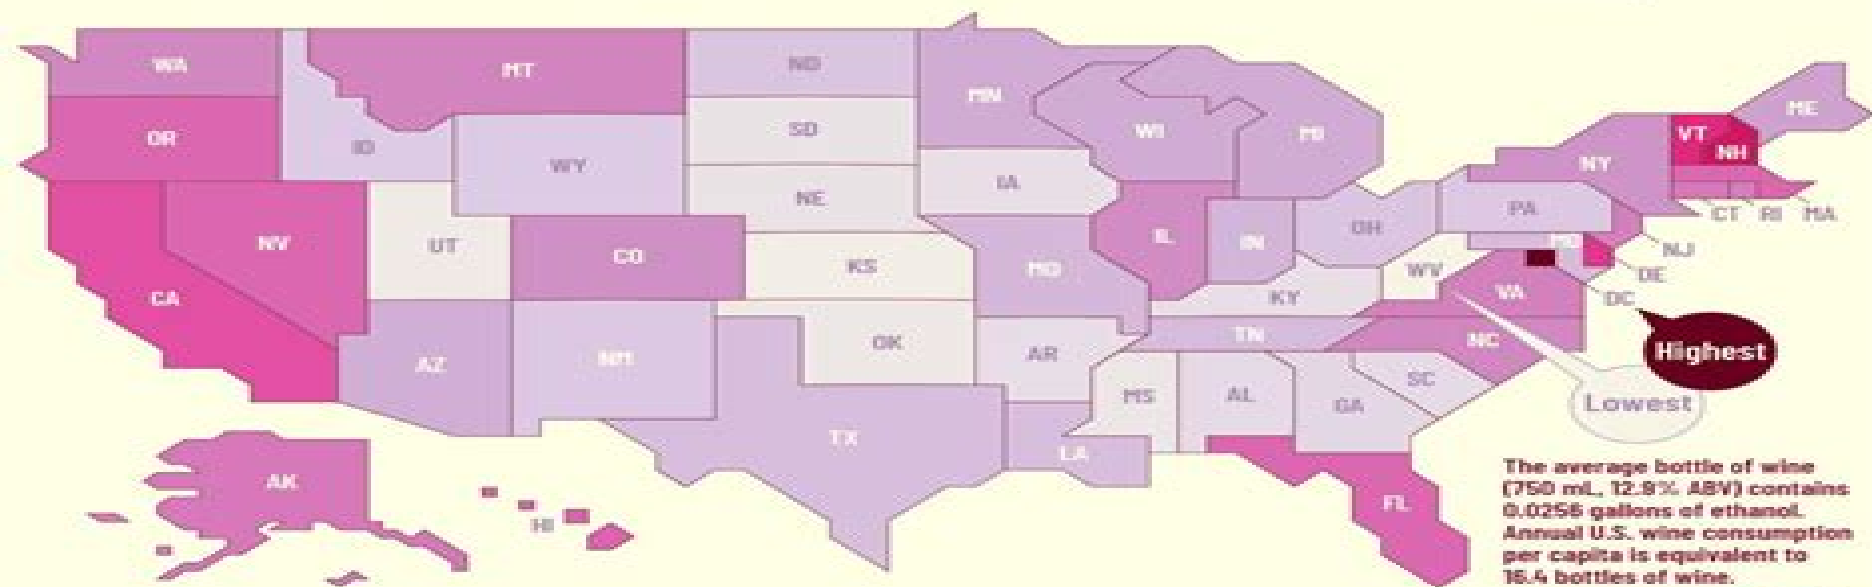 WA
MT
ND
MN
ME
OR
ID
SD
WI
MI
VT
NH
WY
NY
IA
NE
PA
CT RI MA
NV
UT
CO
KS
MO
IL
IN
OH
NJ
WV
DE
CA
VA
DC
KY
AZ
NM
OK
AR
TN
NC
Highest
MS
AL
GA
SC
Lowest
TX
LA
AK
HI
FL
The average bottle of wine
(750 mL, 12.9% ABV) contains
0.0256 gallons of ethanol.
Annual U.S. wine consumption
per capita is equivalent to
16.4 bottles of wine.